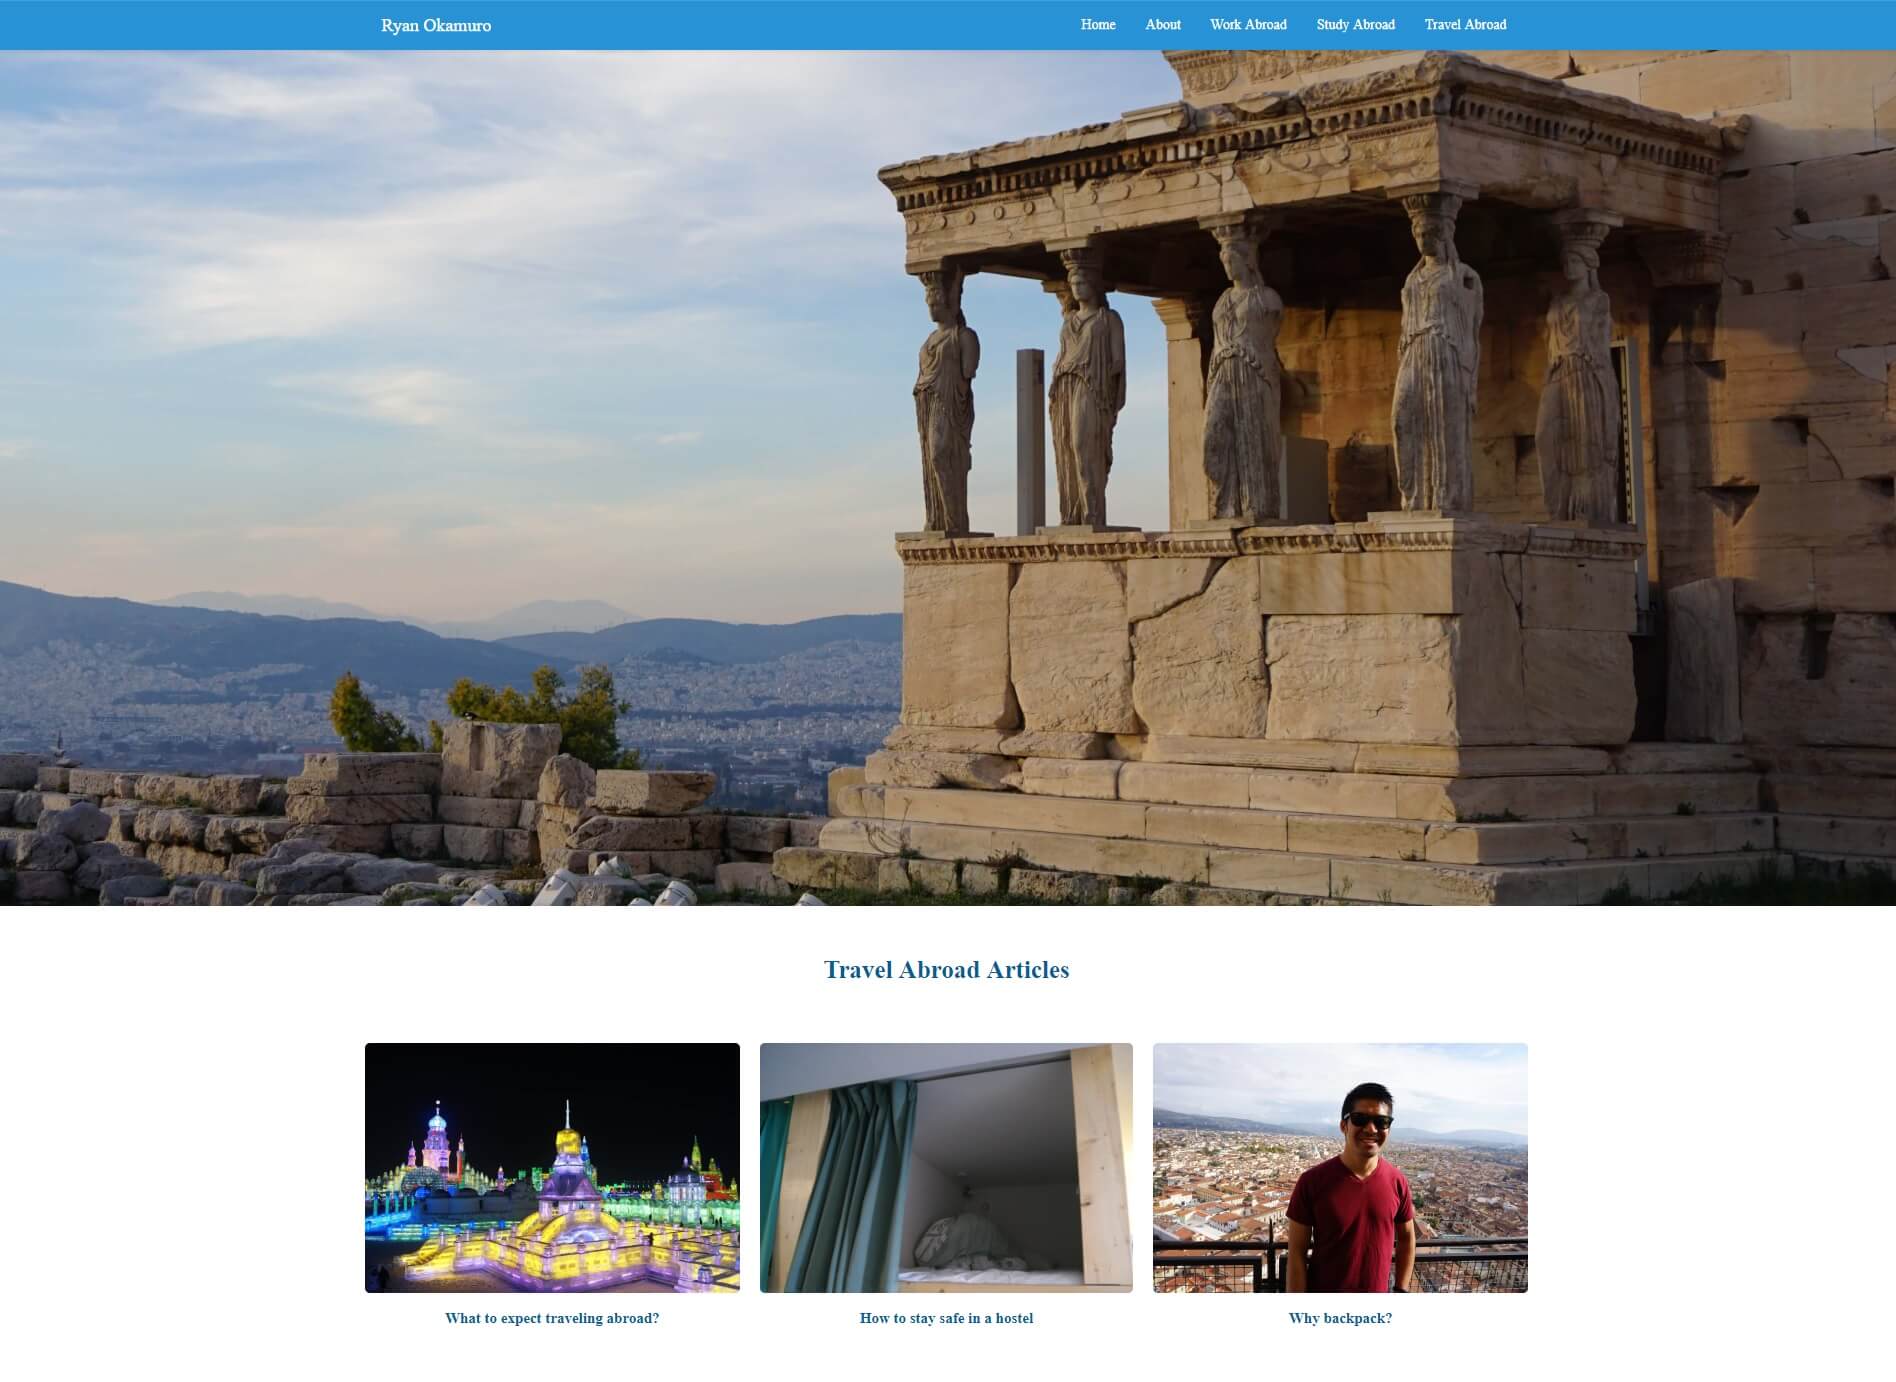 Ryan Okamuro
Home About Work Abroad Study Abroad Travel Abroad
Travel Abroad Articles
What to expect traveling abroad?
How to stay safe in a hostel
Why backpack?